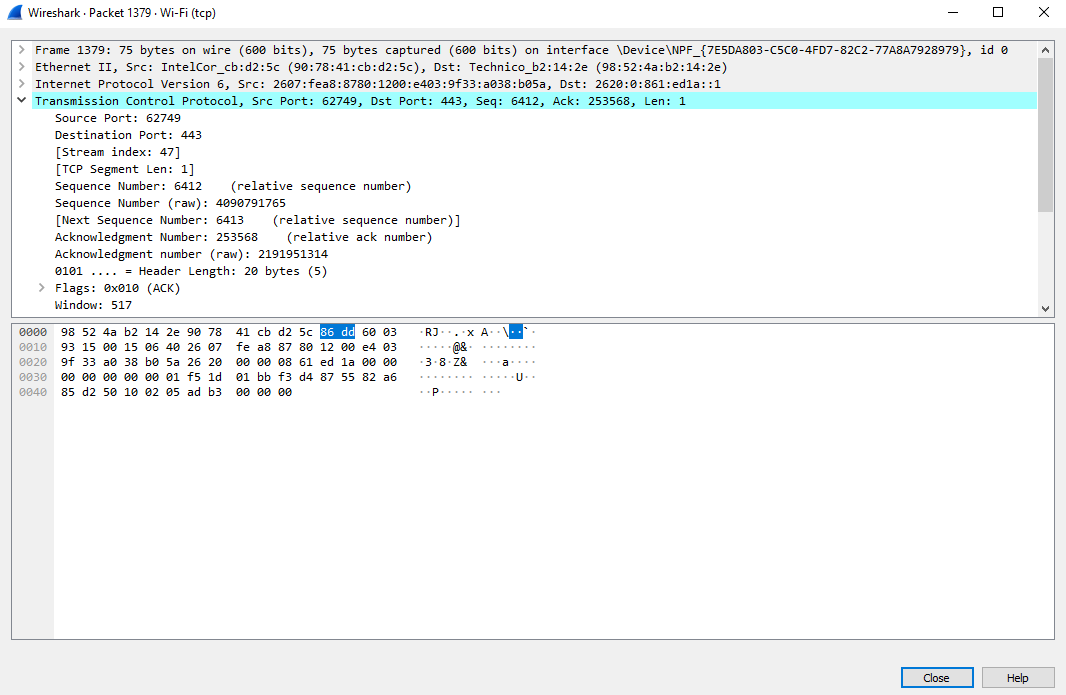 Wireshark · Packet 1379 · Wi-Fi (tcp)
Frame 1379: 75 bytes on wire (600 bits), 75 bytes captured (600 bits) on interface \Device\NPF_{7E5DA803-C5C0-4FD7-82C2-77A8A7928979}, id 0
Ethernet II, Src: IntelCor_cb:d2:5c (90:78:41:cb:d2:5c), Dst: Technico_b2:14:2e (98:52:4a:b2:14:2e)
Internet Protocol Version 6, Src: 2607:fea8:8780:1200:e403:9f33:a038:b05a, Dst: 2620:0:861:ed1a::1
Transmission Control Protocol, Src Port: 62749, Dst Port: 443, Seq: 6412, Ack: 253568, Len: 1
Source Port: 62749
Destination Port: 443
[Stream index: 47]
[TCP Segment Len: 1]
Sequence Number: 6412    (relative sequence number)
Sequence Number (raw): 4090791765
[Next Sequence Number: 6413    (relative sequence number)]
Acknowledgment Number: 253568    (relative ack number)
Acknowledgment number (raw): 2191951314
0101 .... = Header Length: 20 bytes (5)
Flags: 0x010 (ACK)
Window: 517
0000 98 52 4a b2 14 2e 90 78 41 cb d2 5c 86 dd 60 03 ·RJ··.·x A··\··`·
0010 93 15 00 15 06 40 26 07 fe a8 87 80 12 00 e4 03 ·····@&· ········
0020 9f 33 a0 38 b0 5a 26 20 00 00 08 61 ed 1a 00 00 ·3·8·Z& ···a····
0030 00 00 00 00 00 01 f5 1d 01 bb f3 d4 87 55 82 a6 ········ ·····U··
0040 85 d2 50 10 02 05 ad b3 00 00 00 ··P····· ···
Close
Help